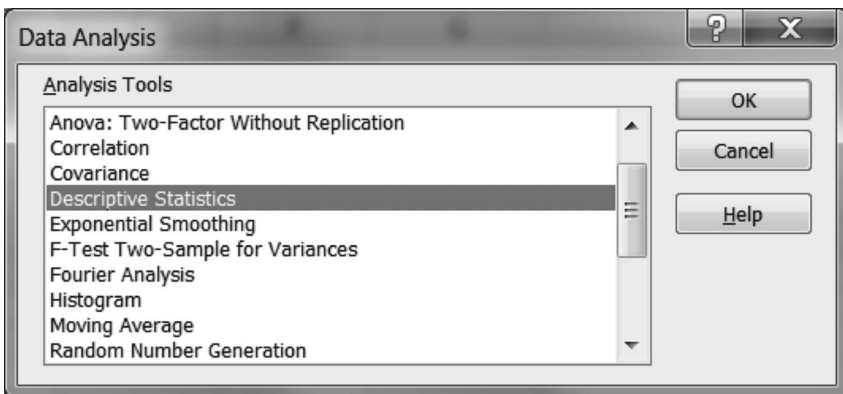 Data Analysis
Analysis Tools
Anova: Two-Factor Without Replication
Correlation
Covariance
Descriptive Statistics
Exponential Smoothing
F-Test Two-Sample for Variances
Fourier Analysis
Histogram
Moving Average
Random Number Generation
?
X
OK
Cancel
Help